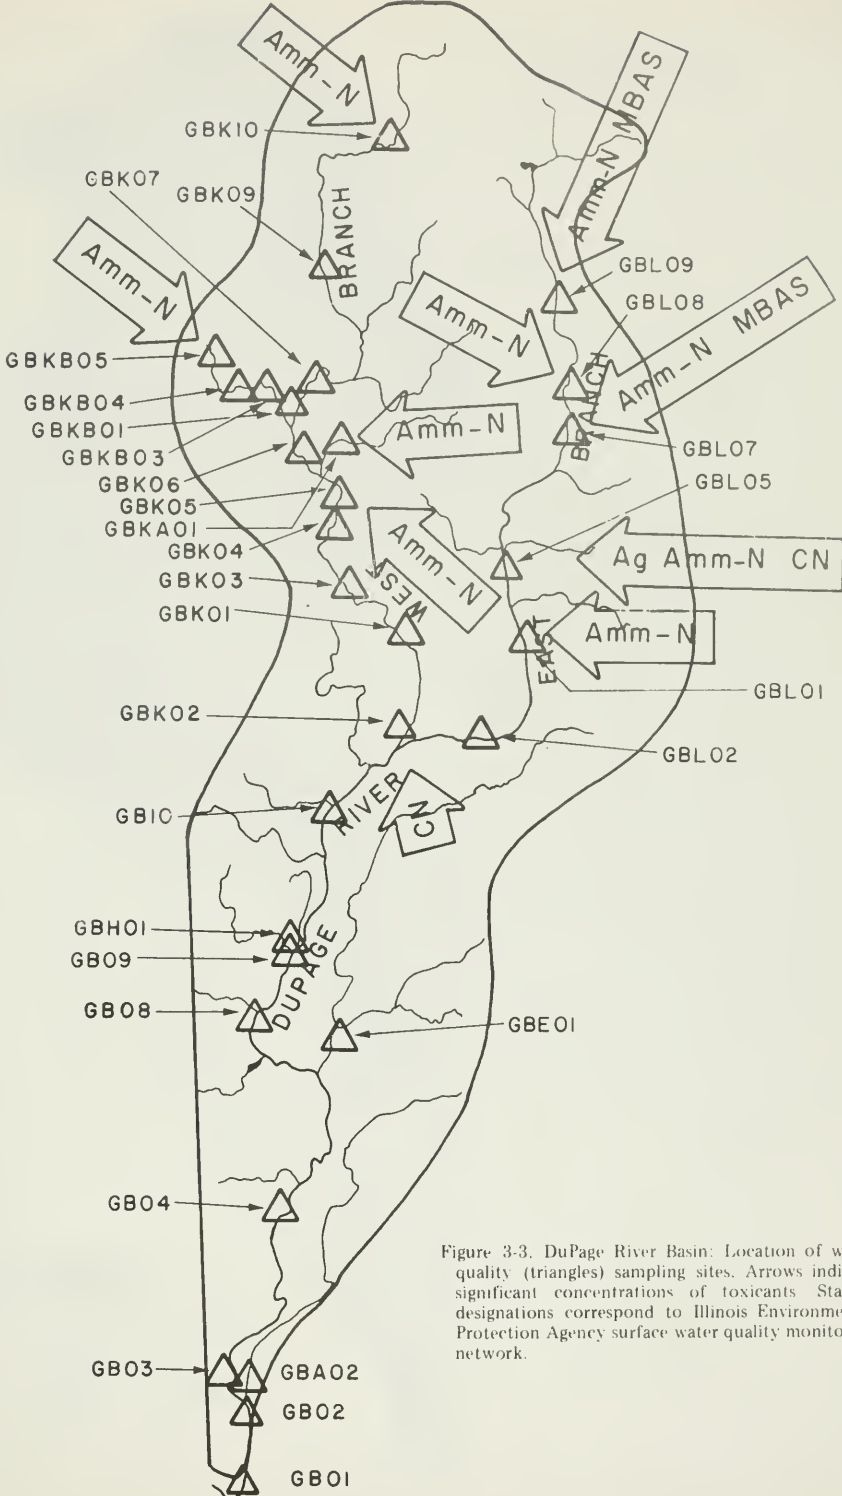 Amm-N
MBAS
Amm-N
GBK10
GBK07
GBK09
BRANCH
Amm-N
GBL09
GBL08
Amm-N
Amm-N MBAS
GBKB05
GBKB04
GBKB01
GBKB03
BRANCH
Amm-N
GBL07
GBK06
GBK05
GBL05
GBKA01
GBK04
Amm-N
Ag Amm-N CN
GBK03
WEST
GBK01
Amm-N
EAST
GBL01
GBK02
GBL02
GB10
RIVER
CN
GBH01
GB09
DUPAGE
GB08
GBE01
GB04
Figure 3-3. DuPage River Basin: Location of w
quality (triangles) sampling sites. Arrows indi
significant concentrations of toxicants Sta
designations correspond to Illinois Environme
Protection Agency surface water quality monito
network.
GB03
GBA02
GB02
GB01